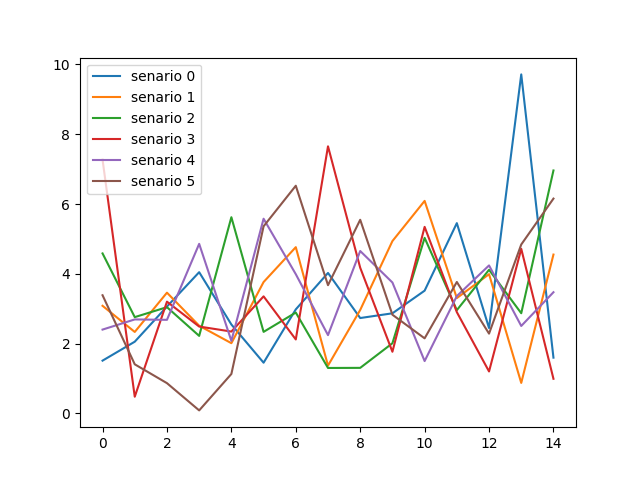 10
8
6
4
2
0
senario 0
senario 1
senario 2
senario 3
senario 4
senario 5
0 2 4 6 8 10 12 14